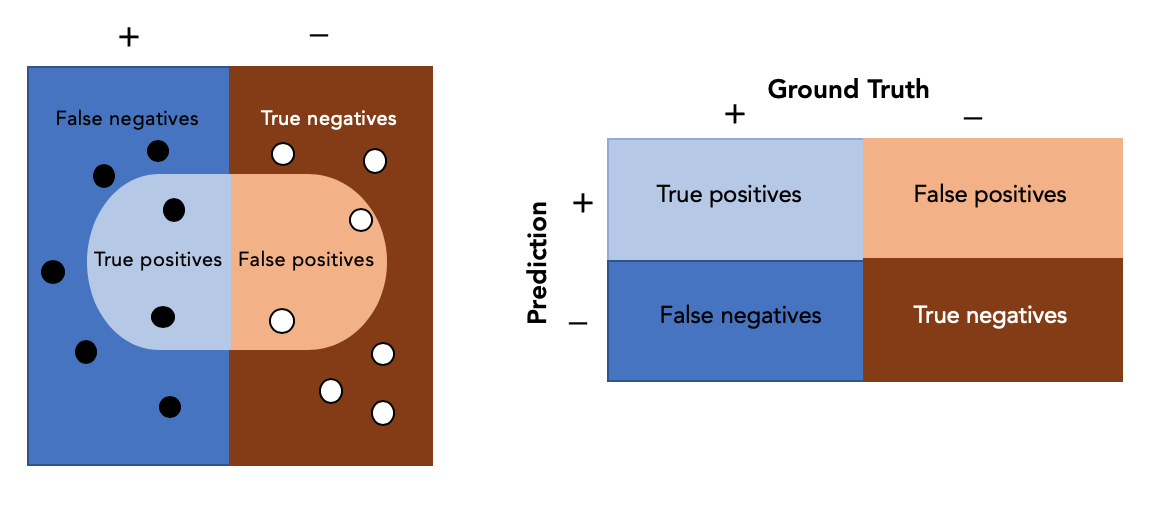 + −
False negatives True negatives
True positives False positives
Ground Truth
+ −
Prediction
+ True positives False positives
− False negatives True negatives